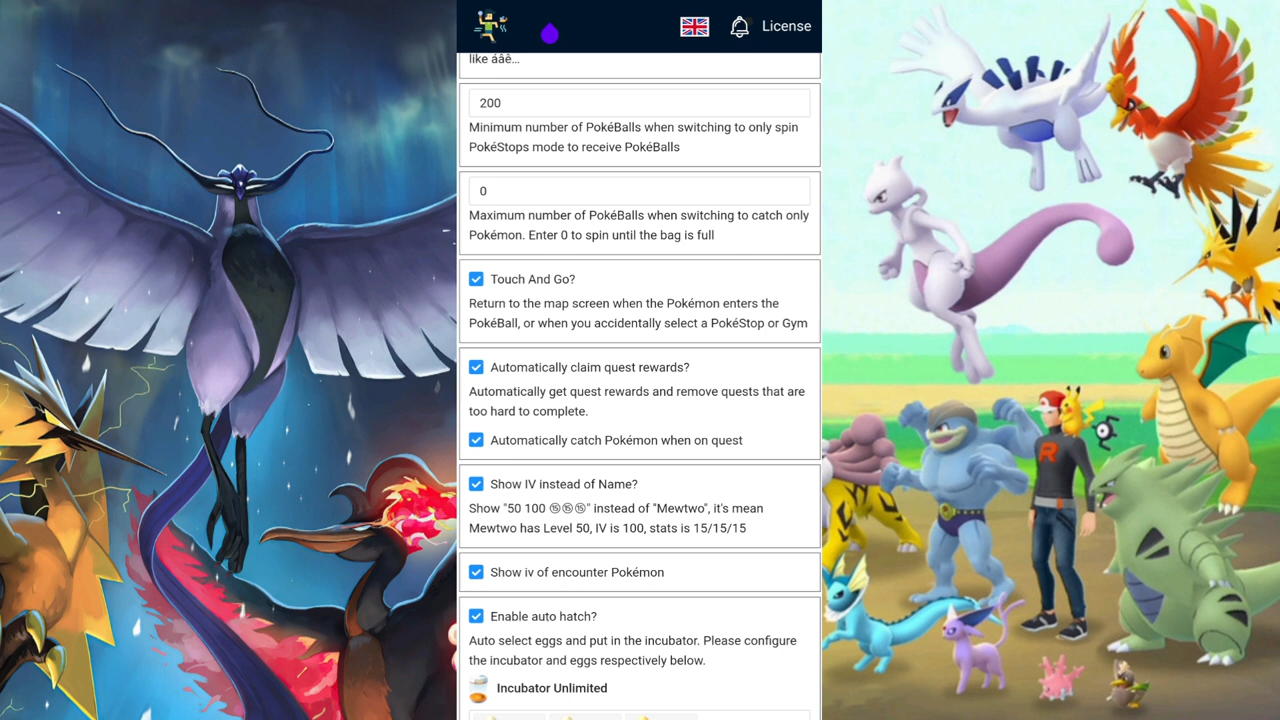 License
like áâê...
200
Minimum number of PokéBalls when switching to only spin
PokéStops mode to receive PokéBalls
0
Maximum number of PokéBalls when switching to catch only
Pokémon. Enter 0 to spin until the bag is full
Touch And Go?
Return to the map screen when the Pokémon enters the
PokéBall, or when you accidentally select a PokéStop or Gym
Automatically claim quest rewards?
Automatically get quest rewards and remove quests that are
too hard to complete.
Automatically catch Pokémon when on quest
Show IV instead of Name?
Show "50 100 ⑮⑮⑮" instead of "Mewtwo", it's mean
Mewtwo has Level 50, IV is 100, stats is 15/15/15
Show iv of encounter Pokémon
Enable auto hatch?
Auto select eggs and put in the incubator. Please configure
the incubator and eggs respectively below.
Incubator Unlimited
R